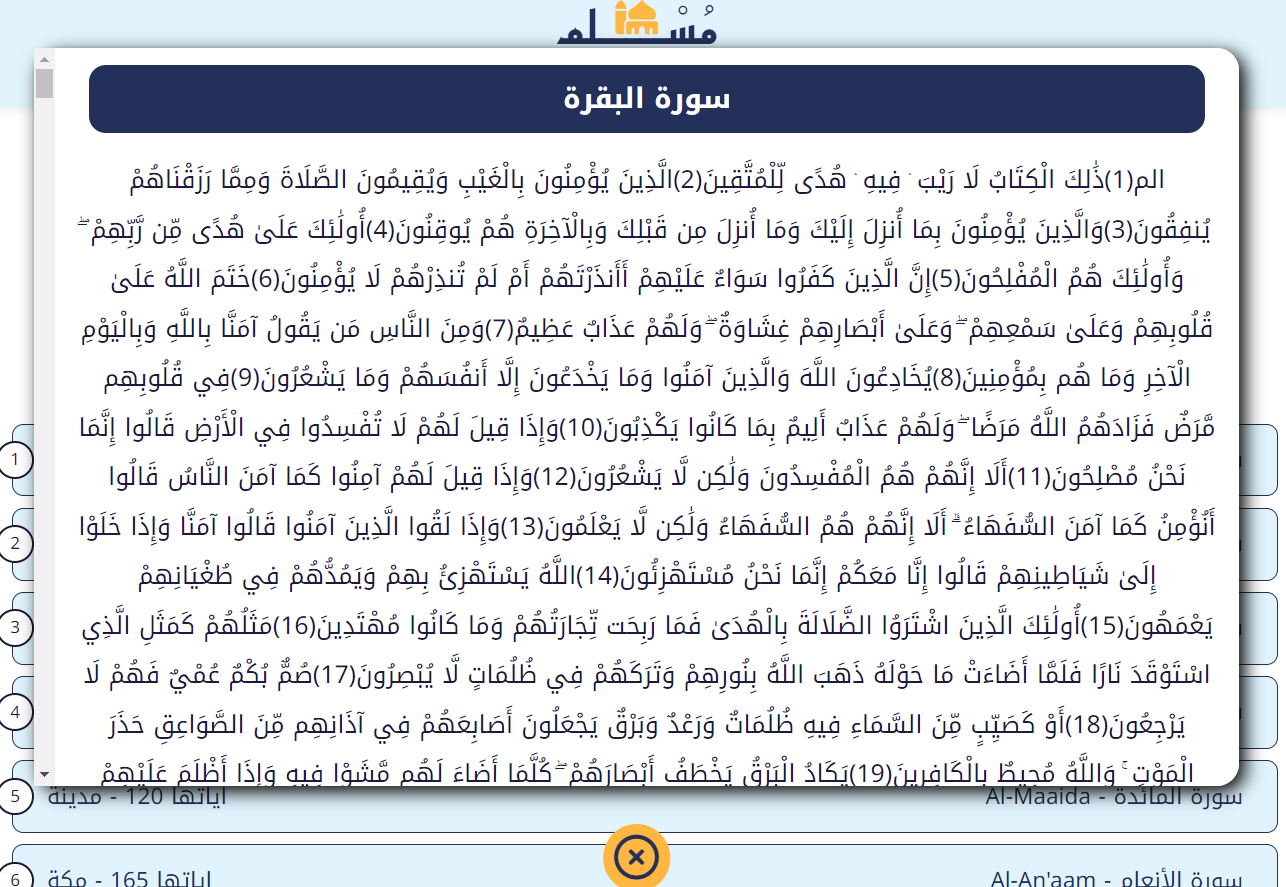 مُسْلم
سورة البقرة
الم(1)ذَٰلِكَ الْكِتَابُ لَا رَيْبَ ۛ فِيهِ ۛ هُدًى لِّلْمُتَّقِينَ(2)الَّذِينَ يُؤْمِنُونَ بِالْغَيْبِ وَيُقِيمُونَ الصَّلَاةَ وَمِمَّا رَزَقْنَاهُمْ
يُنفِقُونَ(3)وَالَّذِينَ يُؤْمِنُونَ بِمَا أُنزِلَ إِلَيْكَ وَمَا أُنزِلَ مِن قَبْلِكَ وَبِالْآخِرَةِ هُمْ يُوقِنُونَ(4)أُولَٰئِكَ عَلَىٰ هُدًى مِّن رَّبِّهِمْ ۖ
وَأُولَٰئِكَ هُمُ الْمُفْلِحُونَ(5)إِنَّ الَّذِينَ كَفَرُوا سَوَاءٌ عَلَيْهِمْ أَأَنذَرْتَهُمْ أَمْ لَمْ تُنذِرْهُمْ لَا يُؤْمِنُونَ(6)خَتَمَ اللَّهُ عَلَىٰ
قُلُوبِهِمْ وَعَلَىٰ سَمْعِهِمْ ۖ وَعَلَىٰ أَبْصَارِهِمْ غِشَاوَةٌ ۖ وَلَهُمْ عَذَابٌ عَظِيمٌ(7)وَمِنَ النَّاسِ مَن يَقُولُ آمَنَّا بِاللَّهِ وَبِالْيَوْمِ
الْآخِرِ وَمَا هُم بِمُؤْمِنِينَ(8)يُخَادِعُونَ اللَّهَ وَالَّذِينَ آمَنُوا وَمَا يَخْدَعُونَ إِلَّا أَنفُسَهُمْ وَمَا يَشْعُرُونَ(9)فِي قُلُوبِهِم
مَّرَضٌ فَزَادَهُمُ اللَّهُ مَرَضًا ۖ وَلَهُمْ عَذَابٌ أَلِيمٌ بِمَا كَانُوا يَكْذِبُونَ(10)وَإِذَا قِيلَ لَهُمْ لَا تُفْسِدُوا فِي الْأَرْضِ قَالُوا إِنَّمَا
نَحْنُ مُصْلِحُونَ(11)أَلَا إِنَّهُمْ هُمُ الْمُفْسِدُونَ وَلَٰكِن لَّا يَشْعُرُونَ(12)وَإِذَا قِيلَ لَهُمْ آمِنُوا كَمَا آمَنَ النَّاسُ قَالُوا
أَنُؤْمِنُ كَمَا آمَنَ السُّفَهَاءُ ۗ أَلَا إِنَّهُمْ هُمُ السُّفَهَاءُ وَلَٰكِن لَّا يَعْلَمُونَ(13)وَإِذَا لَقُوا الَّذِينَ آمَنُوا قَالُوا آمَنَّا وَإِذَا خَلَوْا
إِلَىٰ شَيَاطِينِهِمْ قَالُوا إِنَّا مَعَكُمْ إِنَّمَا نَحْنُ مُسْتَهْزِئُونَ(14)اللَّهُ يَسْتَهْزِئُ بِهِمْ وَيَمُدُّهُمْ فِي طُغْيَانِهِمْ
يَعْمَهُونَ(15)أُولَٰئِكَ الَّذِينَ اشْتَرَوُا الضَّلَالَةَ بِالْهُدَىٰ فَمَا رَبِحَت تِّجَارَتُهُمْ وَمَا كَانُوا مُهْتَدِينَ(16)مَثَلُهُمْ كَمَثَلِ الَّذِي
اسْتَوْقَدَ نَارًا فَلَمَّا أَضَاءَتْ مَا حَوْلَهُ ذَهَبَ اللَّهُ بِنُورِهِمْ وَتَرَكَهُمْ فِي ظُلُمَاتٍ لَّا يُبْصِرُونَ(17)صُمٌّ بُكْمٌ عُمْيٌ فَهُمْ لَا
يَرْجِعُونَ(18)أَوْ كَصَيِّبٍ مِّنَ السَّمَاءِ فِيهِ ظُلُمَاتٌ وَرَعْدٌ وَبَرْقٌ يَجْعَلُونَ أَصَابِعَهُمْ فِي آذَانِهِم مِّنَ الصَّوَاعِقِ حَذَرَ
الْمَوْتِ ۚ وَاللَّهُ مُحِيطٌ بِالْكَافِرِينَ(19)يَكَادُ الْبَرْقُ يَخْطَفُ أَبْصَارَهُمْ ۖ كُلَّمَا أَضَاءَ لَهُم مَّشَوْا فِيهِ وَإِذَا أَظْلَمَ عَلَيْهِمْ
1
2
3
4
سورة المائدة - Al-Maaida اياتها 120 - مدينة 5
سورة الأنعام - Al-An'aam اياتها 165 - مكة 6